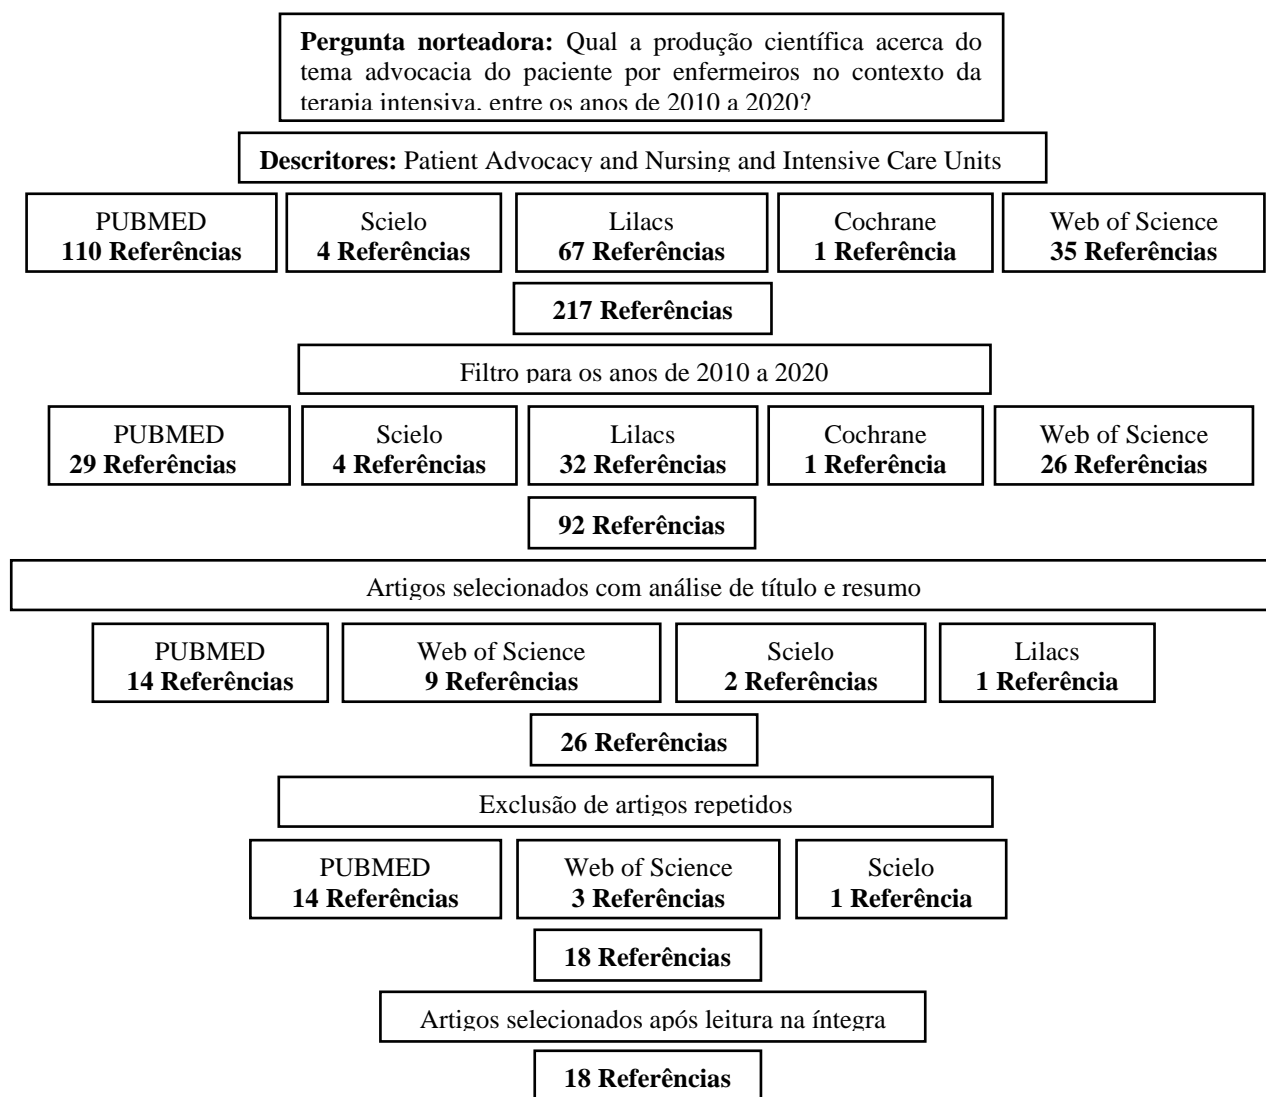 Pergunta norteadora: Qual a produção científica acerca do
tema advocacia do paciente por enfermeiros no contexto da
terapia intensiva, entre os anos de 2010 a 2020?
Descritores: Patient Advocacy and Nursing and Intensive Care Units
PUBMED
110 Referências
Scielo
4 Referências
Lilacs
67 Referências
Cochrane
1 Referência
Web of Science
35 Referências
217 Referências
Filtro para os anos de 2010 a 2020
PUBMED
29 Referências
Scielo
4 Referências
Lilacs
32 Referências
Cochrane
1 Referência
Web of Science
26 Referências
92 Referências
Artigos selecionados com análise de título e resumo
PUBMED
14 Referências
Web of Science
9 Referências
Scielo
2 Referências
Lilacs
1 Referência
26 Referências
Exclusão de artigos repetidos
PUBMED
14 Referências
Web of Science
3 Referências
Scielo
1 Referência
18 Referências
Artigos selecionados após leitura na íntegra
18 Referências